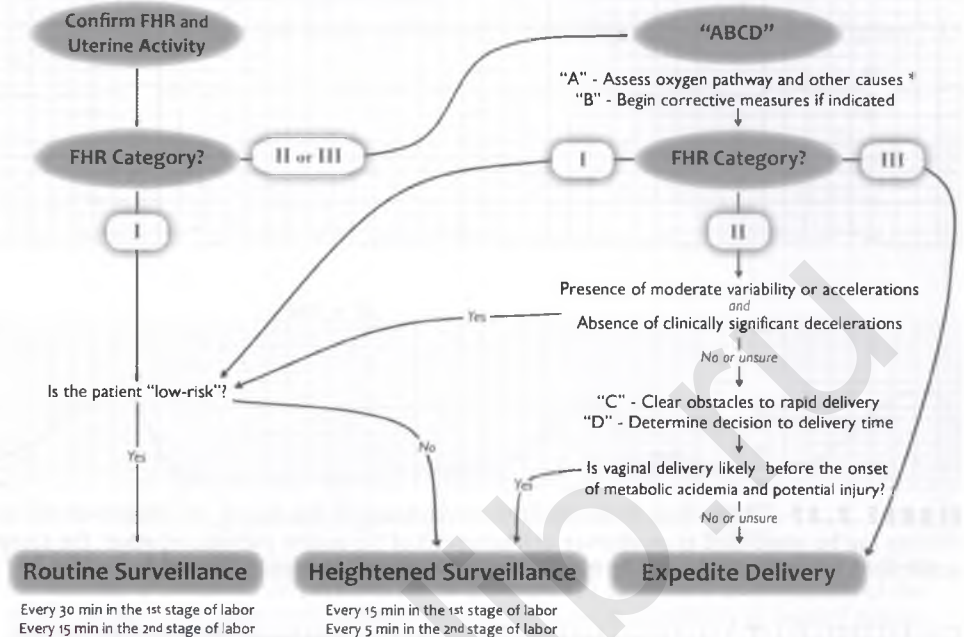 Confirm FHR and
Uterine Activity
"ABCD"
"A" - Assess oxygen pathway and other causes *
"B" - Begin corrective measures if indicated
FHR Category?
II or III
I
FHR Category?
III
I
II
Presence of moderate variability or accelerations
and
Absence of clinically significant decelerations
Yes
No or unsure
Is the patient "low-risk"?
"C" - Clear obstacles to rapid delivery
"D" - Determine decision to delivery time
No
Yes
Is vaginal delivery likely before the onset
of metabolic acidemia and potential injury?
Yes
No or unsure
Routine Surveillance
Heightened Surveillance
Expedite Delivery
Every 30 min in the 1st stage of labor
Every 15 min in the 2nd stage of labor
Every 15 min in the 1st stage of labor
Every 5 min in the 2nd stage of labor
lib.ru